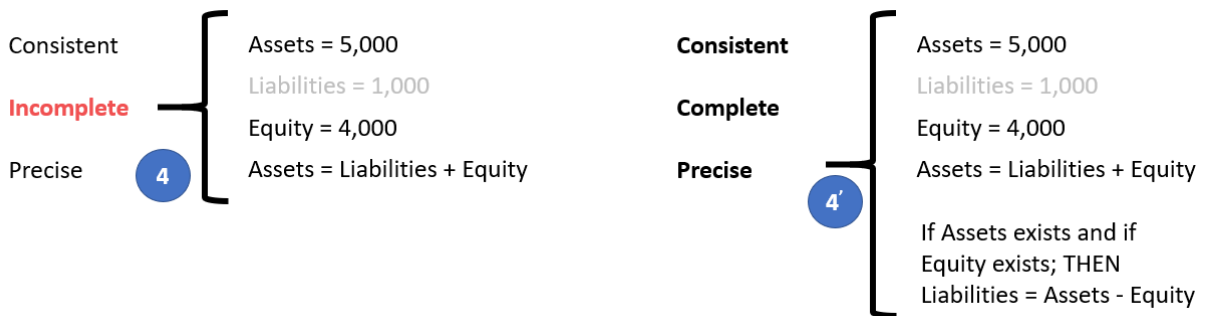 Consistent
Incomplete
Precise
4
Assets = 5,000
Liabilities = 1,000
Equity = 4,000
Assets = Liabilities + Equity
Consistent
Complete
Precise
4′
Assets = 5,000
Liabilities = 1,000
Equity = 4,000
Assets = Liabilities + Equity
If Assets exists and if
Equity exists; THEN
Liabilities = Assets - Equity